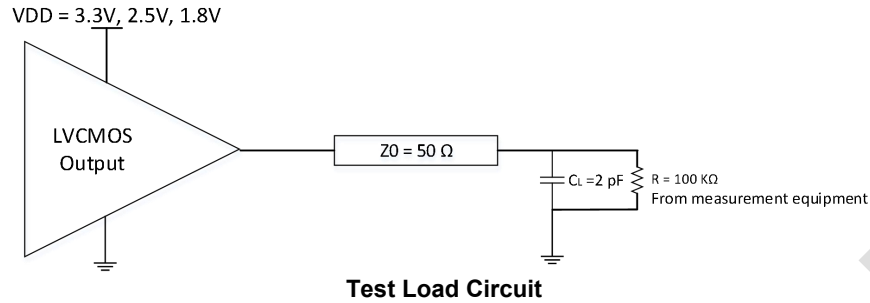 VDD = 3.3V, 2.5V, 1.8V
LVCMOS
Output
Z0 = 50 Ω
CL =2 pF
R = 100 KΩ
From measurement equipment
Test Load Circuit